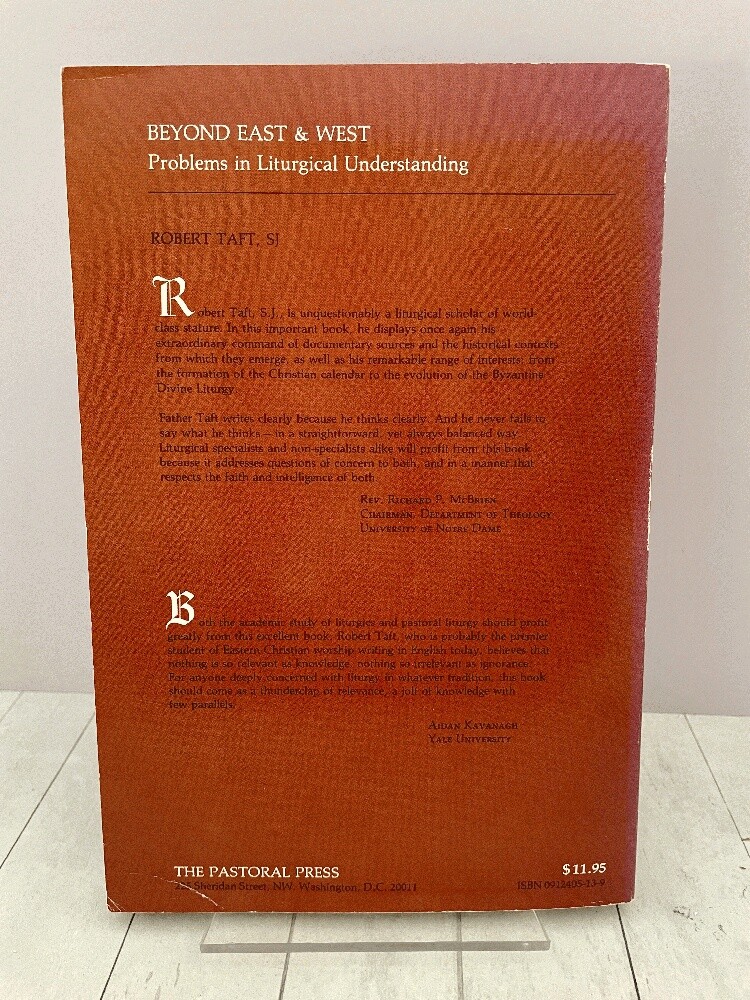 BEYOND EAST & WEST
Problems in Liturgical Understanding
ROBERT TAFT, SJ
Robert Taft, S.J., is unquestionably a liturgical scholar of world-
class stature. In this important book, he displays once again his
extraordinary command of documentary sources and the historical contexts
from which they emerge, as well as his remarkable range of interests: from
the formation of the Christian calendar to the evolution of the Byzantine
Divine Liturgy.
Father Taft writes clearly because he thinks clearly. And he never fails to
say what he thinks—in a straightforward, yet always balanced way.
Liturgical specialists and non-specialists alike will profit from this book
because it addresses questions of concern to both, and in a manner that
respects the faith and intelligence of both.
Rev. Richard P. McBrien
Chairman, Department of Theology
University of Notre Dame
Both the academic study of liturgies and pastoral liturgy should profit
greatly from this excellent book. Robert Taft, who is probably the premier
student of Eastern Christian worship writing in English today, believes that
nothing is so relevant as knowledge, nothing so irrelevant as ignorance.
For anyone deeply concerned with liturgy in whatever tradition, this book
should come as a thunderclap of relevance, a jolt of knowledge with
few parallels.
Aidan Kavanagh
Yale University
THE PASTORAL PRESS
225 Sheridan Street, NW, Washington, D.C. 20011
$11.95
ISBN 0912405-13-9